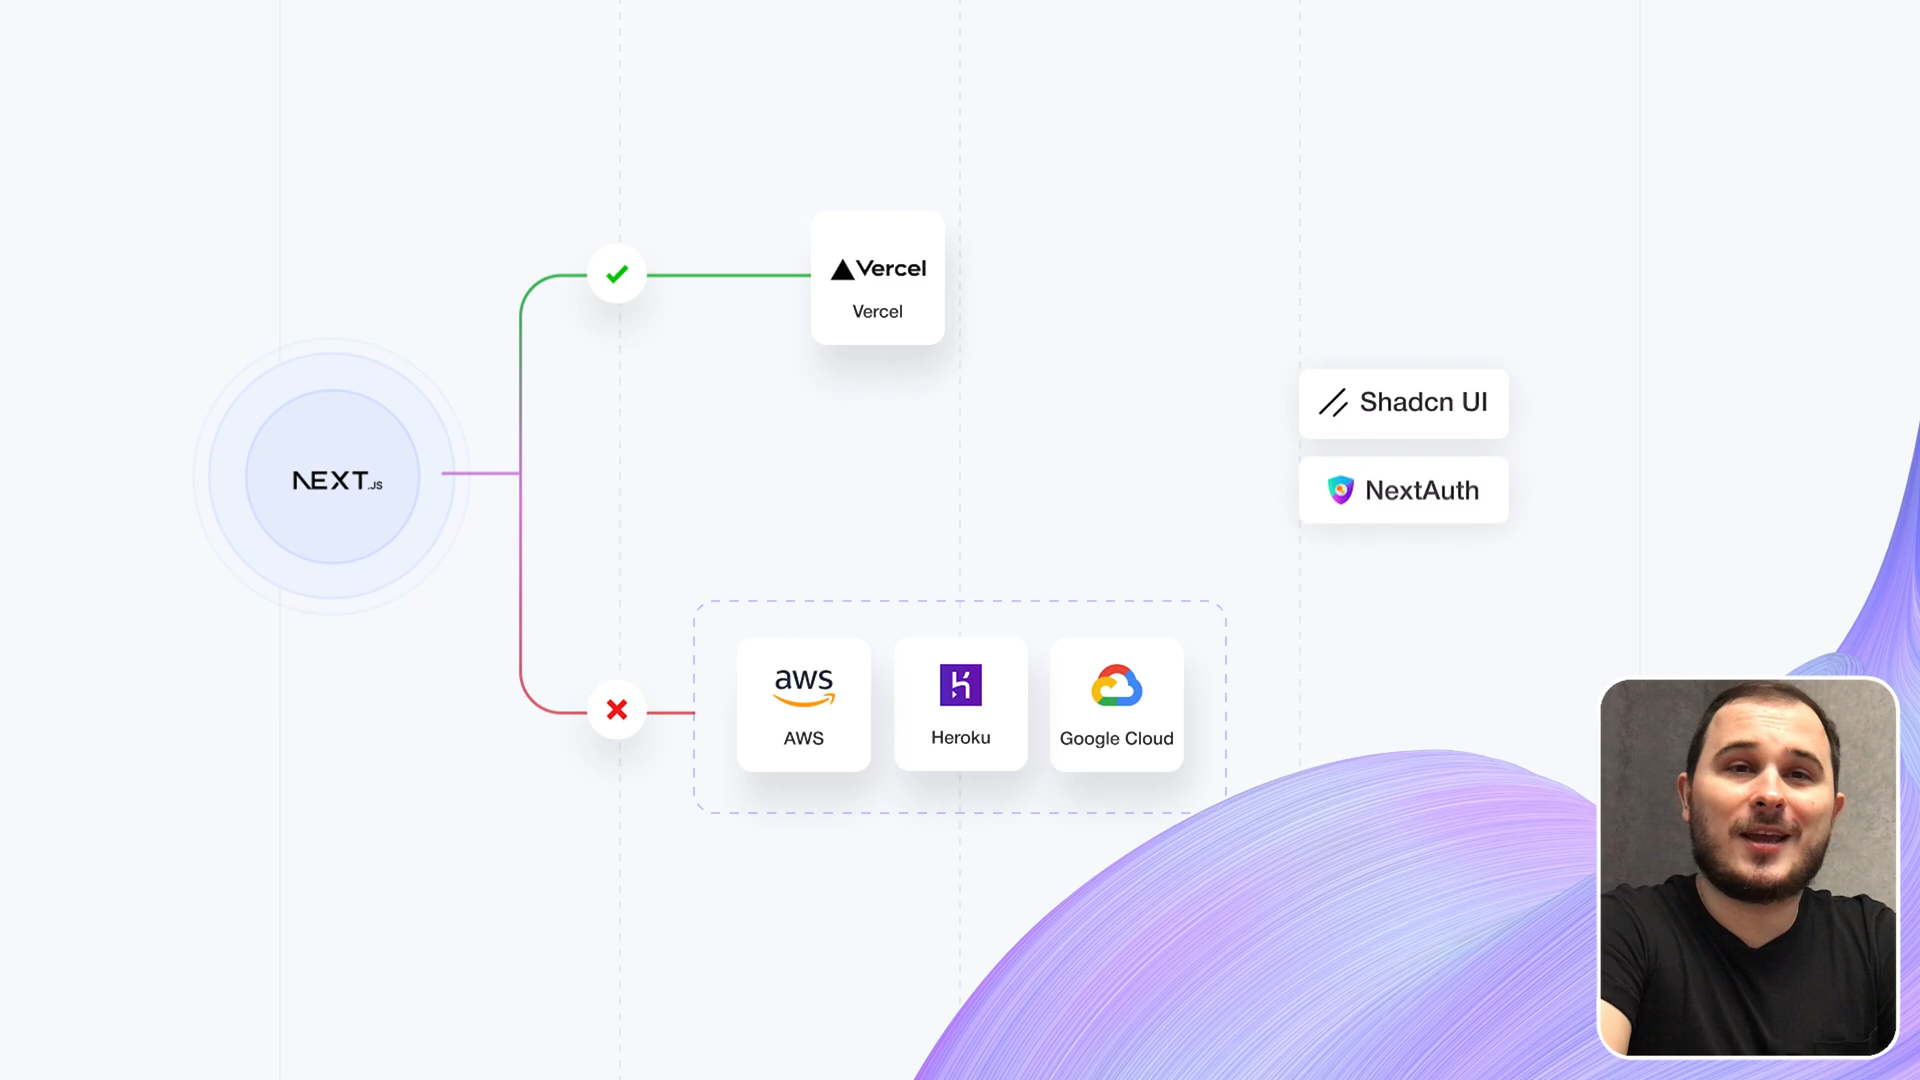 Vercel
Vercel
Shadcn UI
NEXT.JS
NextAuth
aws
AWS
Heroku
Google Cloud